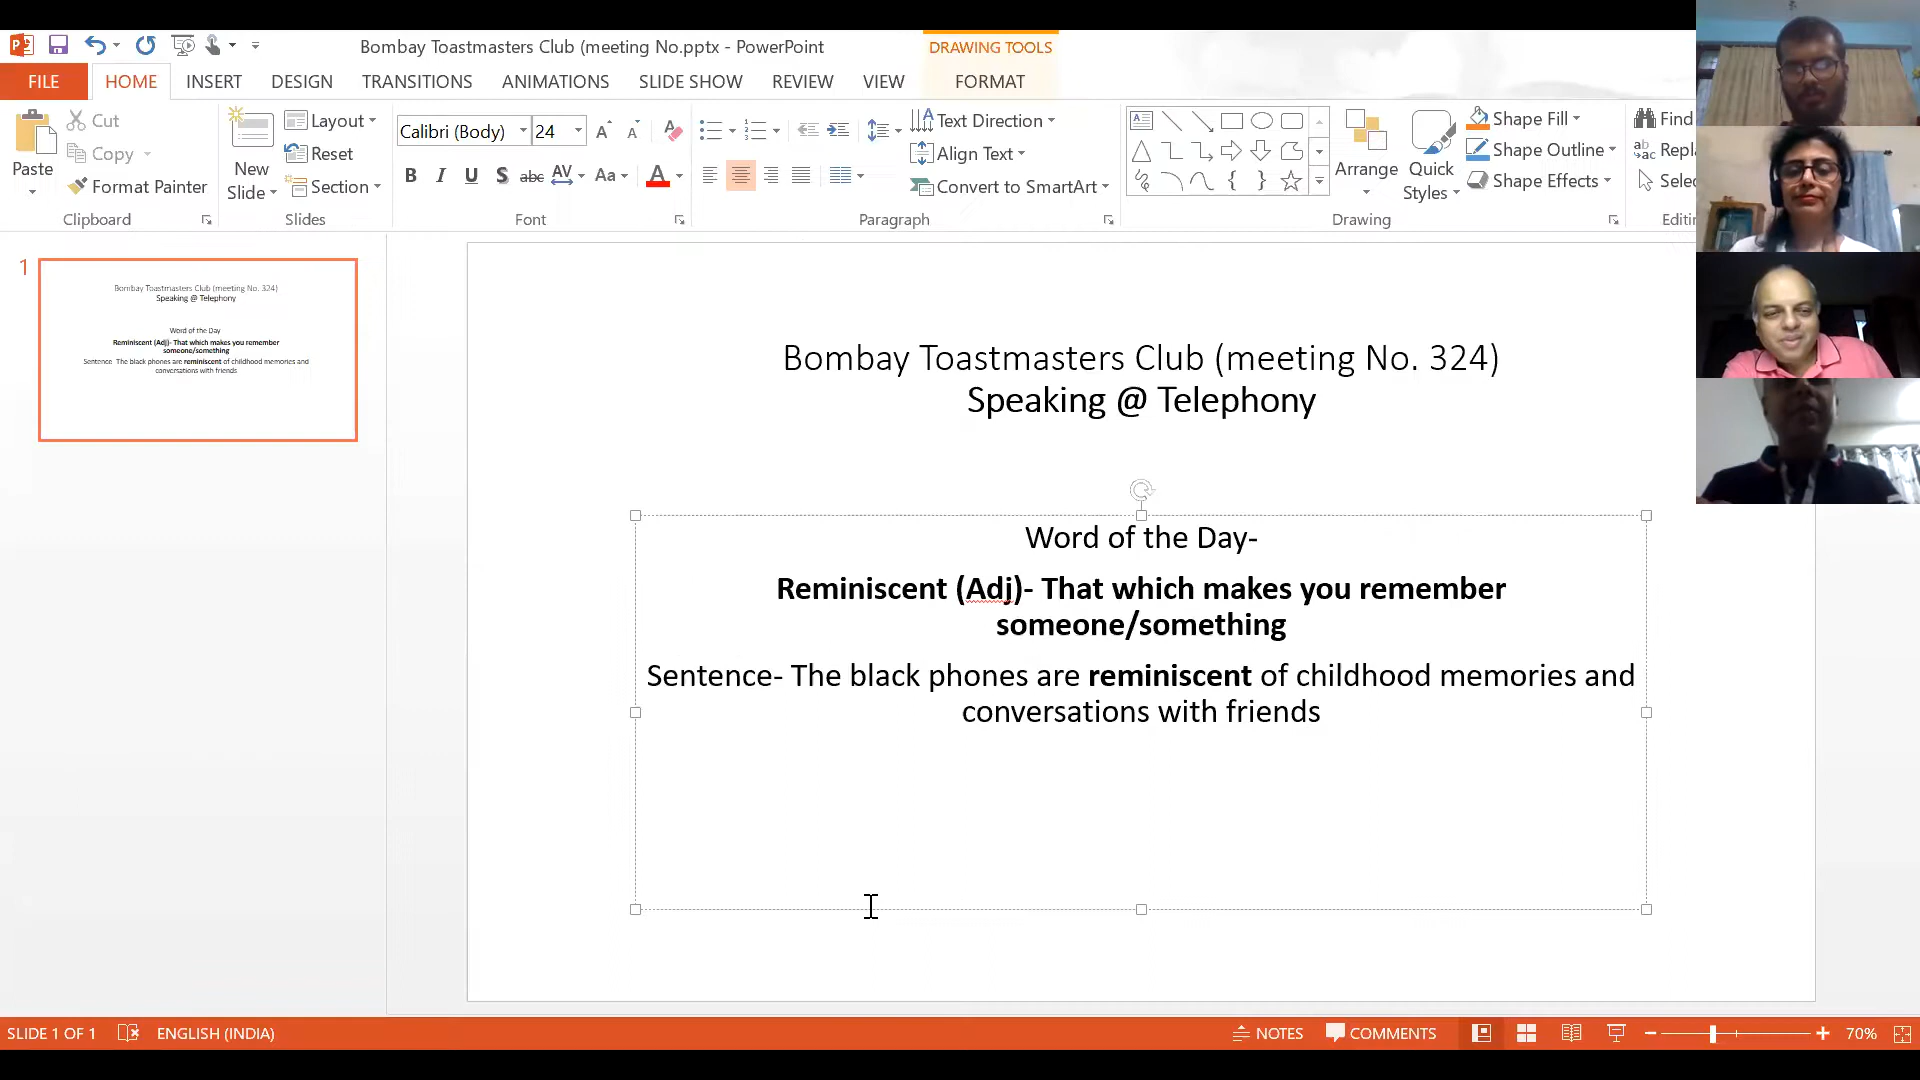 Bombay Toastmasters Club (meeting No.pptx - PowerPoint
DRAWING TOOLS
FILE HOME INSERT DESIGN TRANSITIONS ANIMATIONS SLIDE SHOW REVIEW VIEW FORMAT
Paste
Cut
Copy
Format Painter
Clipboard
New
Slide
Layout
Reset
Section
Slides
Calibri (Body) 24
B I U S abc AV Aa A
Font
Text Direction
Align Text
Convert to SmartArt
Paragraph
Arrange
Quick
Styles
Shape Fill
Shape Outline
Shape Effects
Drawing
Find
Repl
Selec
Editin
1
Bombay Toastmasters Club (meeting No. 324)
Speaking @ Telephony
Word of the Day
Reminiscent (Adj)- That which makes you remember
someone/something
Sentence The black phones are reminiscent of childhood memories and
conversations with friends
Bombay Toastmasters Club (meeting No. 324)
Speaking @ Telephony
Word of the Day-
Reminiscent (Adj)- That which makes you remember
someone/something
Sentence- The black phones are reminiscent of childhood memories and
conversations with friends
SLIDE 1 OF 1 ENGLISH (INDIA) NOTES COMMENTS 70%